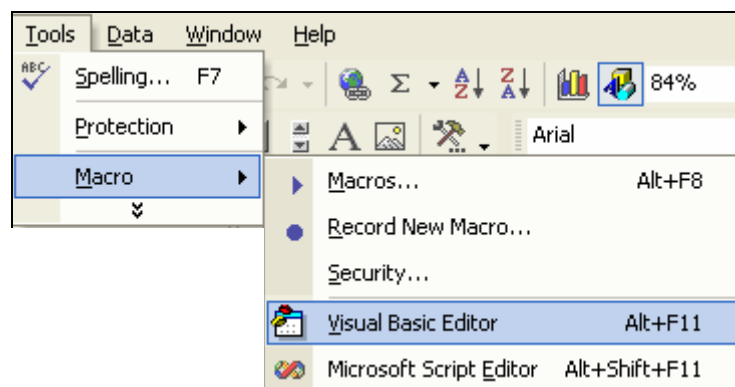 Tools Data Window Help
ABC Spelling... F7
Σ A Z Z A 84%
Protection
A Arial
Macro
Macros... Alt+F8
Record New Macro...
Security...
Visual Basic Editor Alt+F11
Microsoft Script Editor Alt+Shift+F11